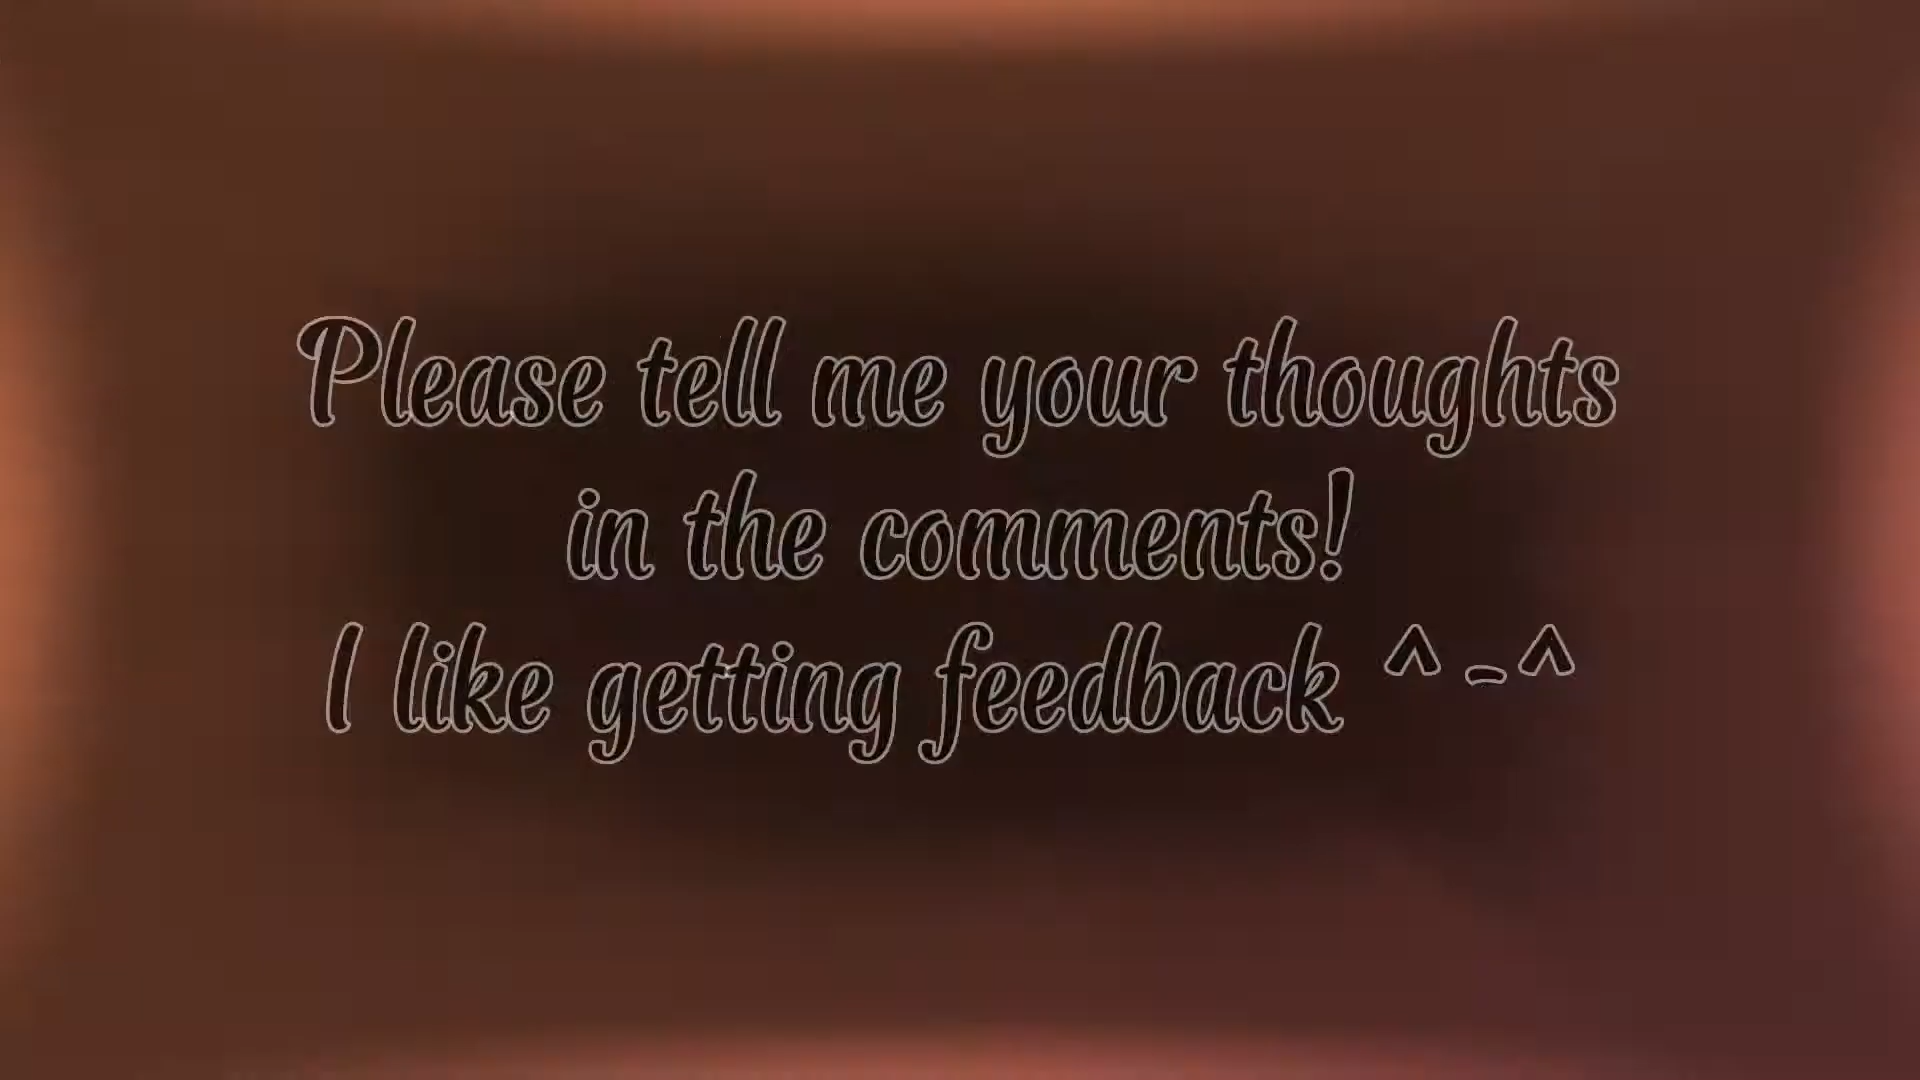 Please tell me your thoughts
in the comments!
I like getting feedback ^-^